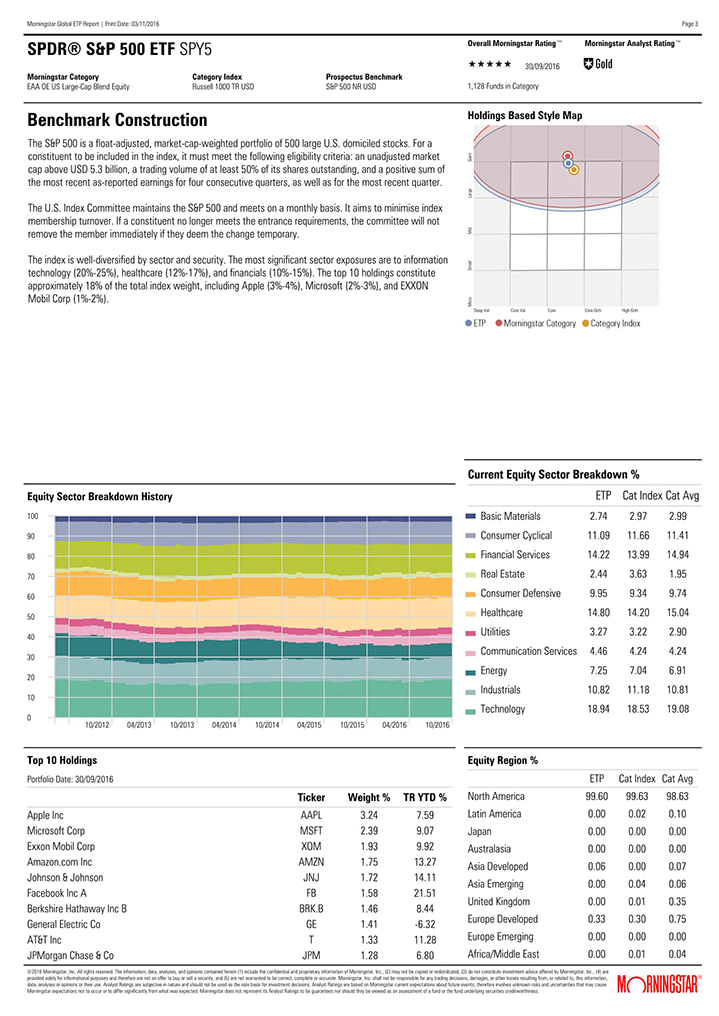 Morningstar Global ETP Report | Print Date: 03/11/2016 Page 3
SPDR® S&P 500 ETF SPY5
Overall Morningstar Rating™ Morningstar Analyst Rating™
★★★★★ 30/09/2016 Gold
1,128 Funds in Category
Morningstar Category Category Index Prospectus Benchmark
EAA OE US Large-Cap Blend Equity Russell 1000 TR USD S&P 500 NR USD
Benchmark Construction
The S&P 500 is a float-adjusted, market-cap-weighted portfolio of 500 large U.S. domiciled stocks. For a
constituent to be included in the index, it must meet the following eligibility criteria: an unadjusted market
cap above USD 5.3 billion, a trading volume of at least 50% of its shares outstanding, and a positive sum of
the most recent as-reported earnings for four consecutive quarters, as well as for the most recent quarter.
The U.S. Index Committee maintains the S&P 500 and meets on a monthly basis. It aims to minimise index
membership turnover. If a constituent no longer meets the entrance requirements, the committee will not
remove the member immediately if they deem the change temporary.
The index is well-diversified by sector and security. The most significant sector exposures are to information
technology (20%-25%), healthcare (12%-17%), and financials (10%-15%). The top 10 holdings constitute
approximately 18% of the total index weight, including Apple (3%-4%), Microsoft (2%-3%), and EXXON
Mobil Corp (1%-2%).
Holdings Based Style Map
Giant
Large
Mid
Small
Micro
Deep-Val Core-Val Core Core-Grth High-Grth
ETP Morningstar Category Category Index
Equity Sector Breakdown History
100
90
80
70
60
50
40
30
20
10
0
10/2012 04/2013 10/2013 04/2014 10/2014 04/2015 10/2015 04/2016 10/2016
Current Equity Sector Breakdown %
ETP Cat Index Cat Avg
Basic Materials 2.74 2.97 2.99
Consumer Cyclical 11.09 11.66 11.41
Financial Services 14.22 13.99 14.94
Real Estate 2.44 3.63 1.95
Consumer Defensive 9.95 9.34 9.74
Healthcare 14.80 14.20 15.04
Utilities 3.27 3.22 2.90
Communication Services 4.46 4.24 4.24
Energy 7.25 7.04 6.91
Industrials 10.82 11.18 10.81
Technology 18.94 18.53 19.08
Top 10 Holdings
Portfolio Date: 30/09/2016
Ticker Weight % TR YTD %
Apple Inc AAPL 3.24 7.59
Microsoft Corp MSFT 2.39 9.07
Exxon Mobil Corp XOM 1.93 9.92
Amazon.com Inc AMZN 1.75 13.27
Johnson & Johnson JNJ 1.72 14.11
Facebook Inc A FB 1.58 21.51
Berkshire Hathaway Inc B BRK.B 1.46 8.44
General Electric Co GE 1.41 -6.32
AT&T Inc T 1.33 11.28
JPMorgan Chase & Co JPM 1.28 6.80
Equity Region %
ETP Cat Index Cat Avg
North America 99.60 99.63 98.63
Latin America 0.00 0.02 0.10
Japan 0.00 0.00 0.00
Australasia 0.00 0.00 0.00
Asia Developed 0.06 0.00 0.07
Asia Emerging 0.00 0.04 0.06
United Kingdom 0.00 0.01 0.35
Europe Developed 0.33 0.30 0.75
Europe Emerging 0.00 0.00 0.00
Africa/Middle East 0.00 0.01 0.04
©2016 Morningstar, Inc. All rights reserved. The information, data, analyses, and opinions contained herein (1) include the confidential and proprietary information of Morningstar, Inc., (2) may not be copied or redistributed, (3) do not constitute investment advice offered by Morningstar, Inc., (4) are
provided solely for informational purposes and therefore are not an offer to buy or sell a security, and (5) are not warranted to be correct, complete or accurate. Morningstar, Inc. shall not be responsible for any trading decisions, damages, or other losses resulting from, or related to, this information,
data, analyses or opinions or their use. Analyst Ratings are subjective in nature and should not be used as the sole basis for investment decisions. Analyst Ratings are based on Morningstar current expectations about future events; therefore involve unknown risks and uncertainties that may cause
Morningstar expectations not to occur or to differ significantly from what was expected. Morningstar does not represent its Analyst Ratings to be guarantees nor should they be viewed as an assessment of a fund or the fund underlying securities creditworthiness.
MORNINGSTAR®